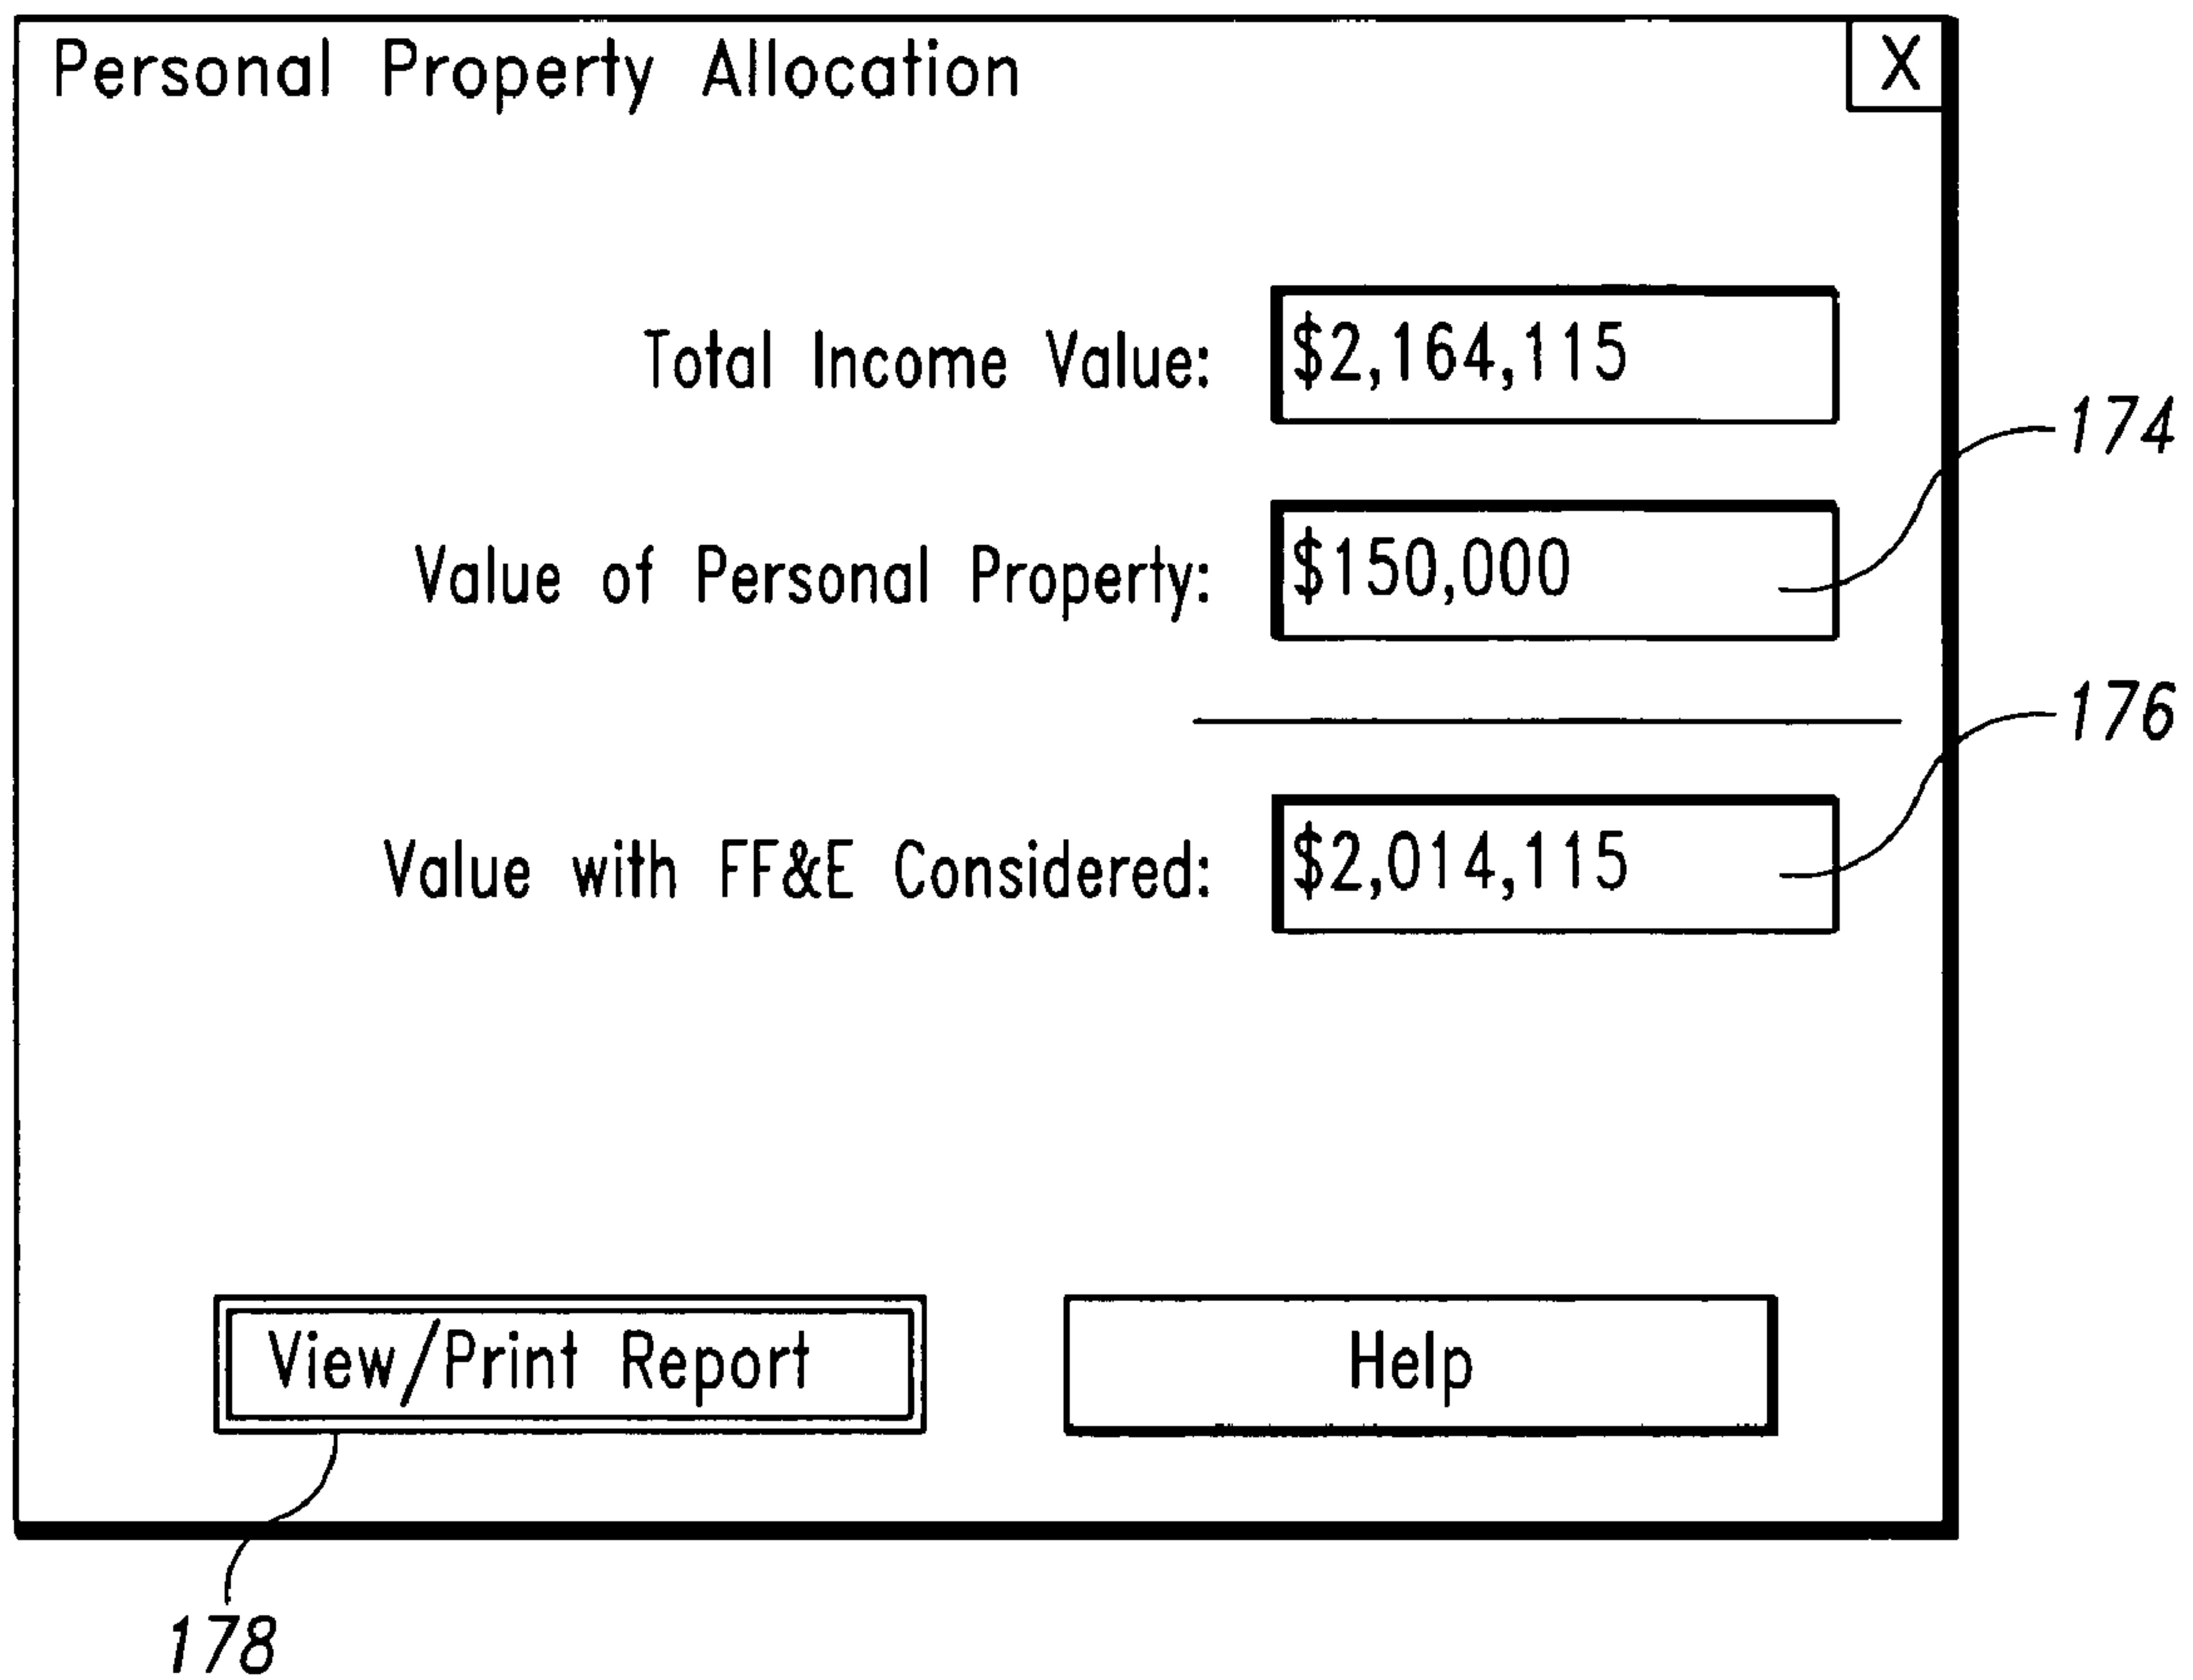 Personal Property Allocation X
Total Income Value: $2,164,115
174
Value of Personal Property: $150,000
176
Value with FF&E Considered: $2,014,115
View/Print Report Help
178